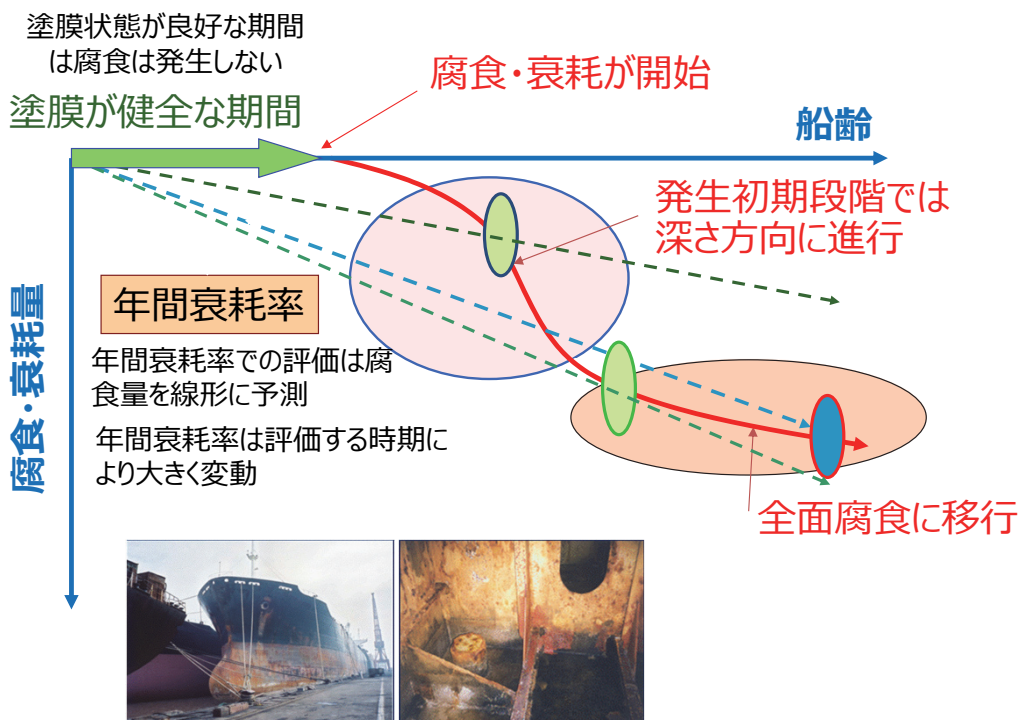 塗膜状態が良好な期間
は腐食は発生しない
塗膜が健全な期間
腐食・衰耗が開始
船齢
発生初期段階では
深さ方向に進行
腐食・衰耗量
年間衰耗率
年間衰耗率での評価は腐
食量を線形に予測
年間衰耗率は評価する時期に
より大きく変動
全面腐食に移行